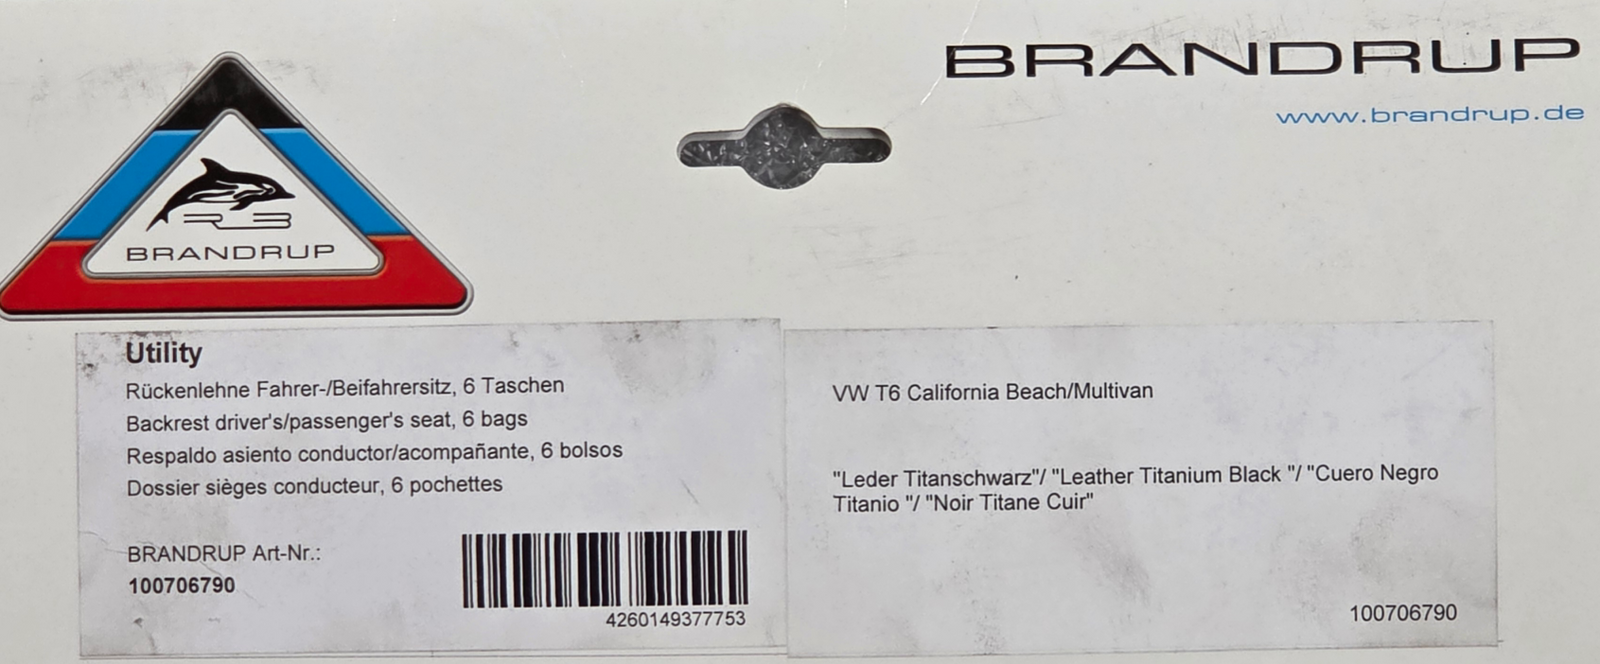 BRANDRUP
www.brandrup.de
R3
BRANDRUP
Utility
Rückenlehne Fahrer-/Beifahrersitz, 6 Taschen
Backrest driver's/passenger's seat, 6 bags
Respaldo asiento conductor/acompañante, 6 bolsos
Dossier sièges conducteur, 6 pochettes
BRANDRUP Art-Nr.:
100706790
4260149377753
VW T6 California Beach/Multivan
"Leder Titanschwarz"/ "Leather Titanium Black "/ "Cuero Negro
Titanio "/ "Noir Titane Cuir"
100706790